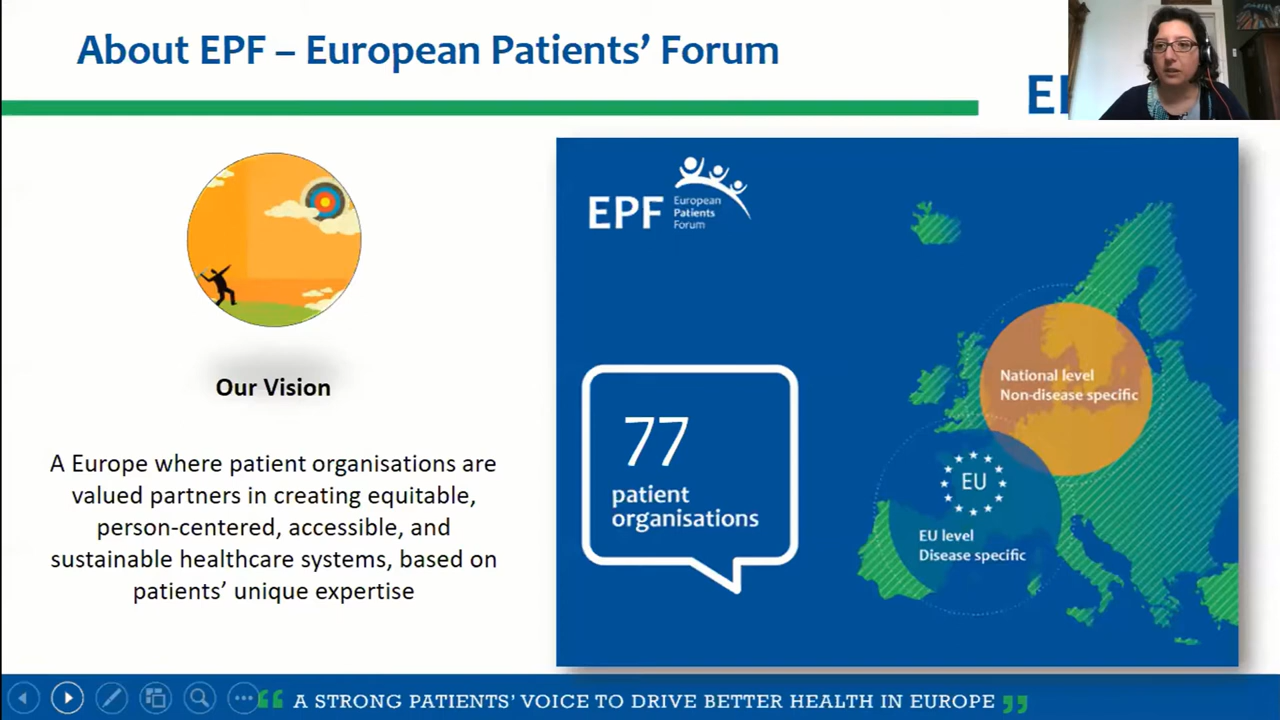 About EPF – European Patients' Forum
EPF
European
Patients
Forum
77
patient
organisations
National level
Non-disease specific
EU
EU level
Disease specific
Our Vision
A Europe where patient organisations are
valued partners in creating equitable,
person-centered, accessible, and
sustainable healthcare systems, based on
patients' unique expertise
A STRONG PATIENTS' VOICE TO DRIVE BETTER HEALTH IN EUROPE